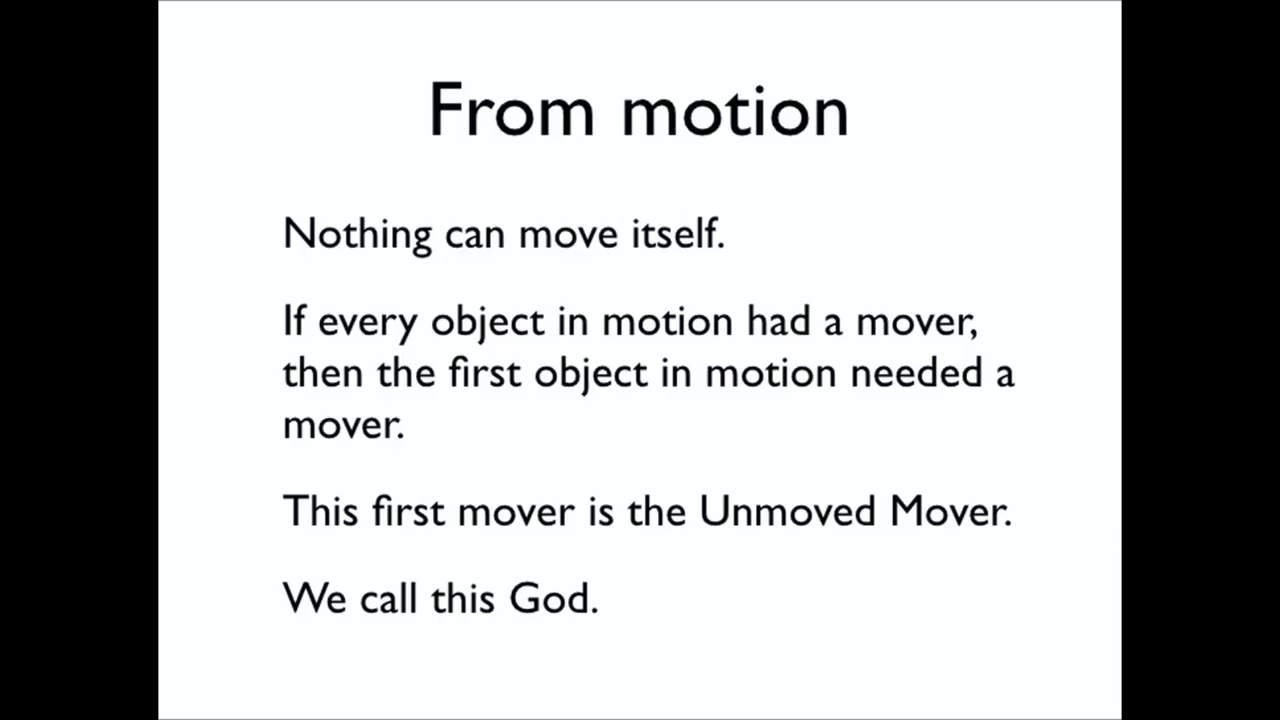 From motion
Nothing can move itself.
If every object in motion had a mover,
then the first object in motion needed a
mover.
This first mover is the Unmoved Mover.
We call this God.